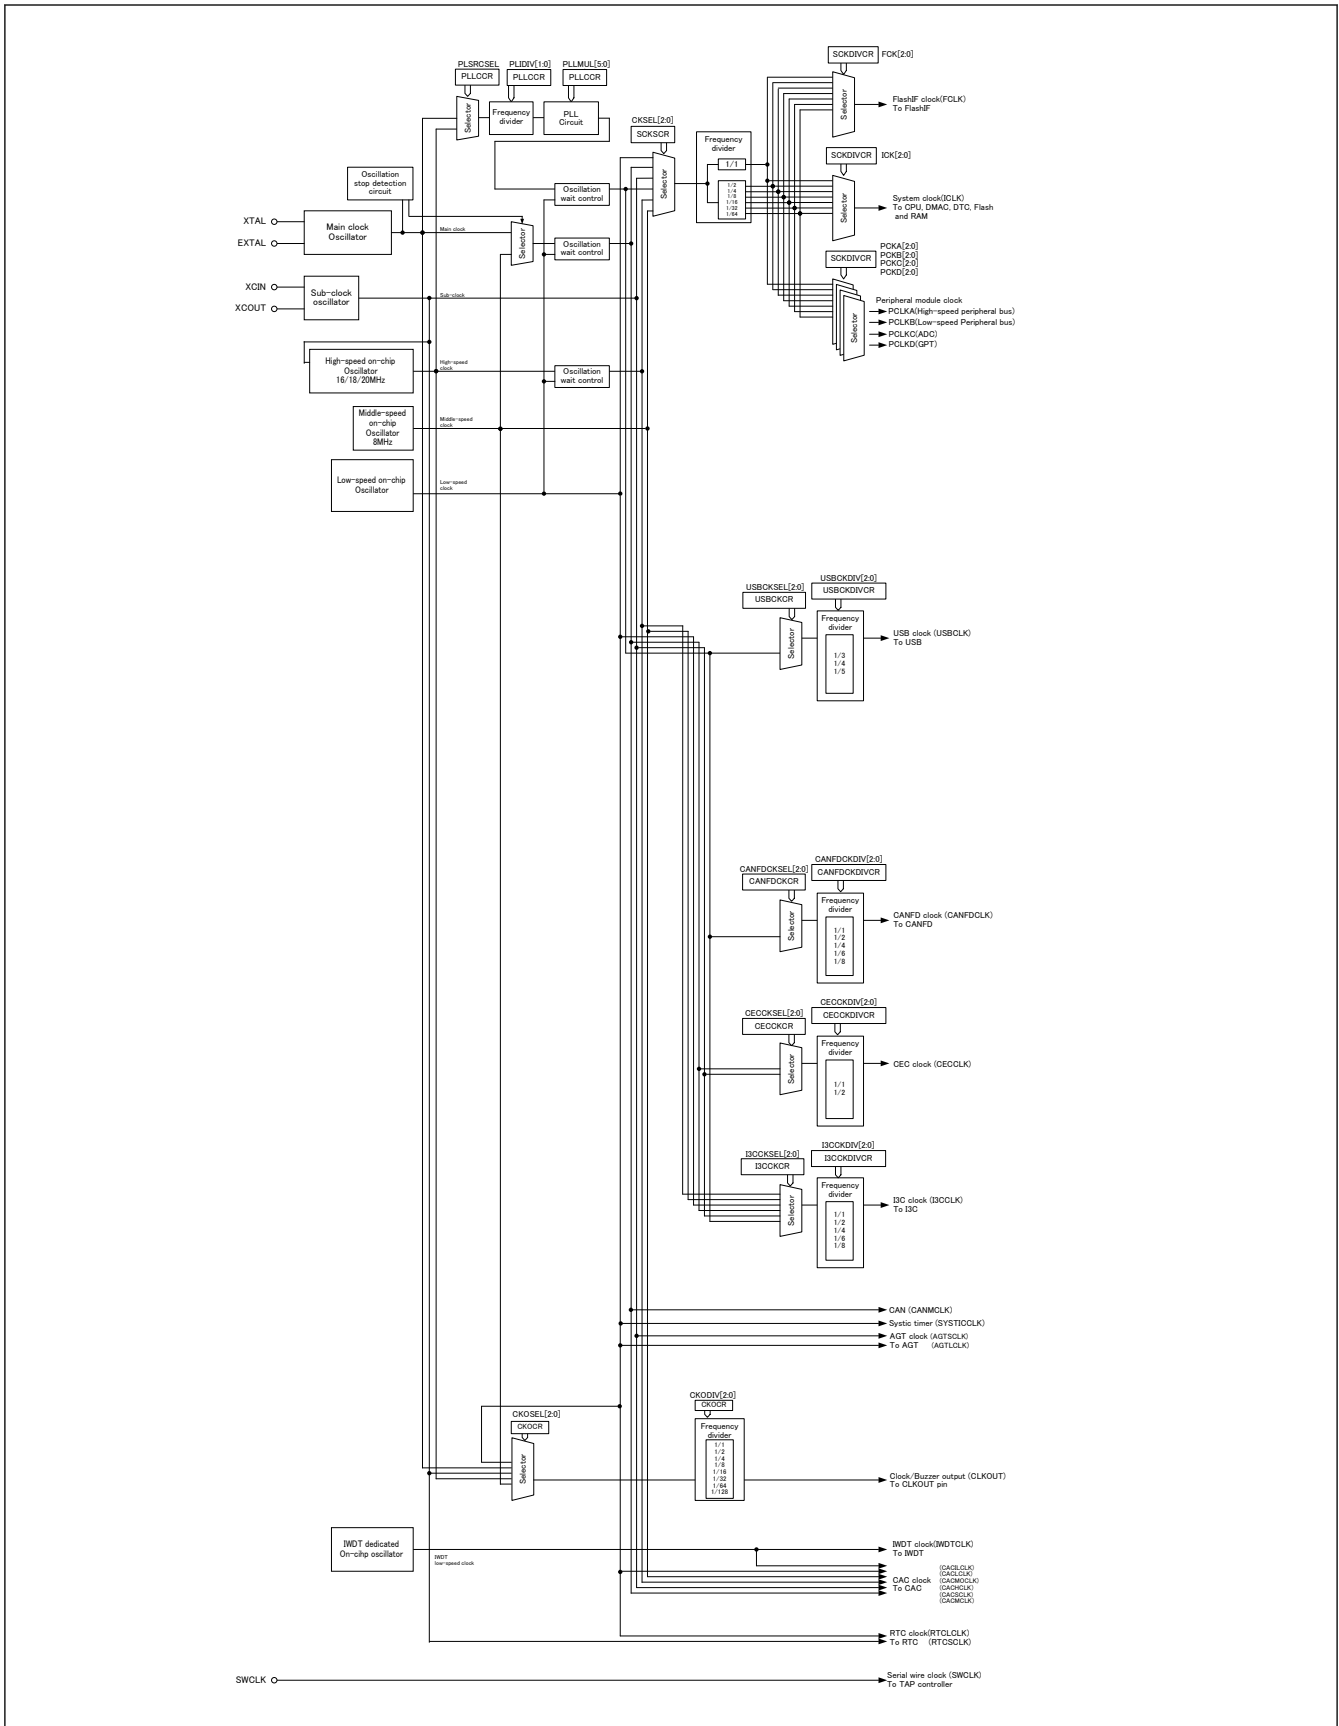 PLSRCSEL
PLLCCR
PLIDIV[1:0]
PLLCCR
PLLMUL[5:0]
PLLCCR
Selector
Frequency
divider
PLL
Circuit
CKSEL[2:0]
SCKSCR
Selector
Frequency
divider
1/1
1/2
1/4
1/8
1/16
1/32
1/64
SCKDIVCR
FCK[2:0]
Selector
FlashIF clock(FCLK)
To FlashIF
SCKDIVCR
ICK[2:0]
Selector
System clock(ICLK)
To CPU, DMAC, DTC, Flash
and RAM
SCKDIVCR
PCKA[2:0]
PCKB[2:0]
PCKC[2:0]
PCKD[2:0]
Selector
Peripheral module clock
PCLKA(High-speed peripheral bus)
PCLKB(Low-speed Peripheral bus)
PCLKC(ADC)
PCLKD(GPT)
Oscillation
stop detection
circuit
Oscillation
wait control
XTAL
EXTAL
Main clock
Oscillator
Main clock
Selector
Oscillation
wait control
XCIN
XCOUT
Sub-clock
oscillator
Sub-clock
High-speed on-chip
Oscillator
16/18/20MHz
High-speed
clock
Oscillation
wait control
Middle-speed
on-chip
Oscillator
8MHz
Middle-speed
clock
Low-speed on-chip
Oscillator
Low-speed
clock
USBCKSEL[2:0]
USBCKCR
USBCKDIV[2:0]
USBCKDIVCR
Selector
Frequency
divider
1/3
1/4
1/5
USB clock (USBCLK)
To USB
CANFDCKSEL[2:0]
CANFDCKCR
CANFDCKDIV[2:0]
CANFDCKDIVCR
Selector
Frequency
divider
1/1
1/2
1/4
1/6
1/8
CANFD clock (CANFDCLK)
To CANFD
CECCKSEL[2:0]
CECCKCR
CECCKDIV[2:0]
CECCKDIVCR
Selector
Frequency
divider
1/1
1/2
CEC clock (CECCLK)
I3CCKSEL[2:0]
I3CCKCR
I3CCKDIV[2:0]
I3CCKDIVCR
Selector
Frequency
divider
1/1
1/2
1/4
1/6
1/8
I3C clock (I3CCLK)
To I3C
CAN (CANMCLK)
Systic timer (SYSTICCLK)
AGT clock (AGTSCLK)
To AGT (AGTLCLK)
CKOSEL[2:0]
CKOCR
Selector
CKODIV[2:0]
CKOCR
Frequency
divider
1/1
1/2
1/4
1/8
1/16
1/32
1/64
1/128
Clock/Buzzer output (CLKOUT)
To CLKOUT pin
IWDT dedicated
On-cihp oscillator
IWDT
low-speed clock
IWDT clock(IWDTCLK)
To IWDT
CAC clock
To CAC
(CACILCLK)
(CACLCLK)
(CACMOCLK)
(CACHCLK)
(CACSCLK)
(CACMCLK)
RTC clock(RTCLCLK)
To RTC (RTCSCLK)
SWCLK
Serial wire clock (SWCLK)
To TAP controller